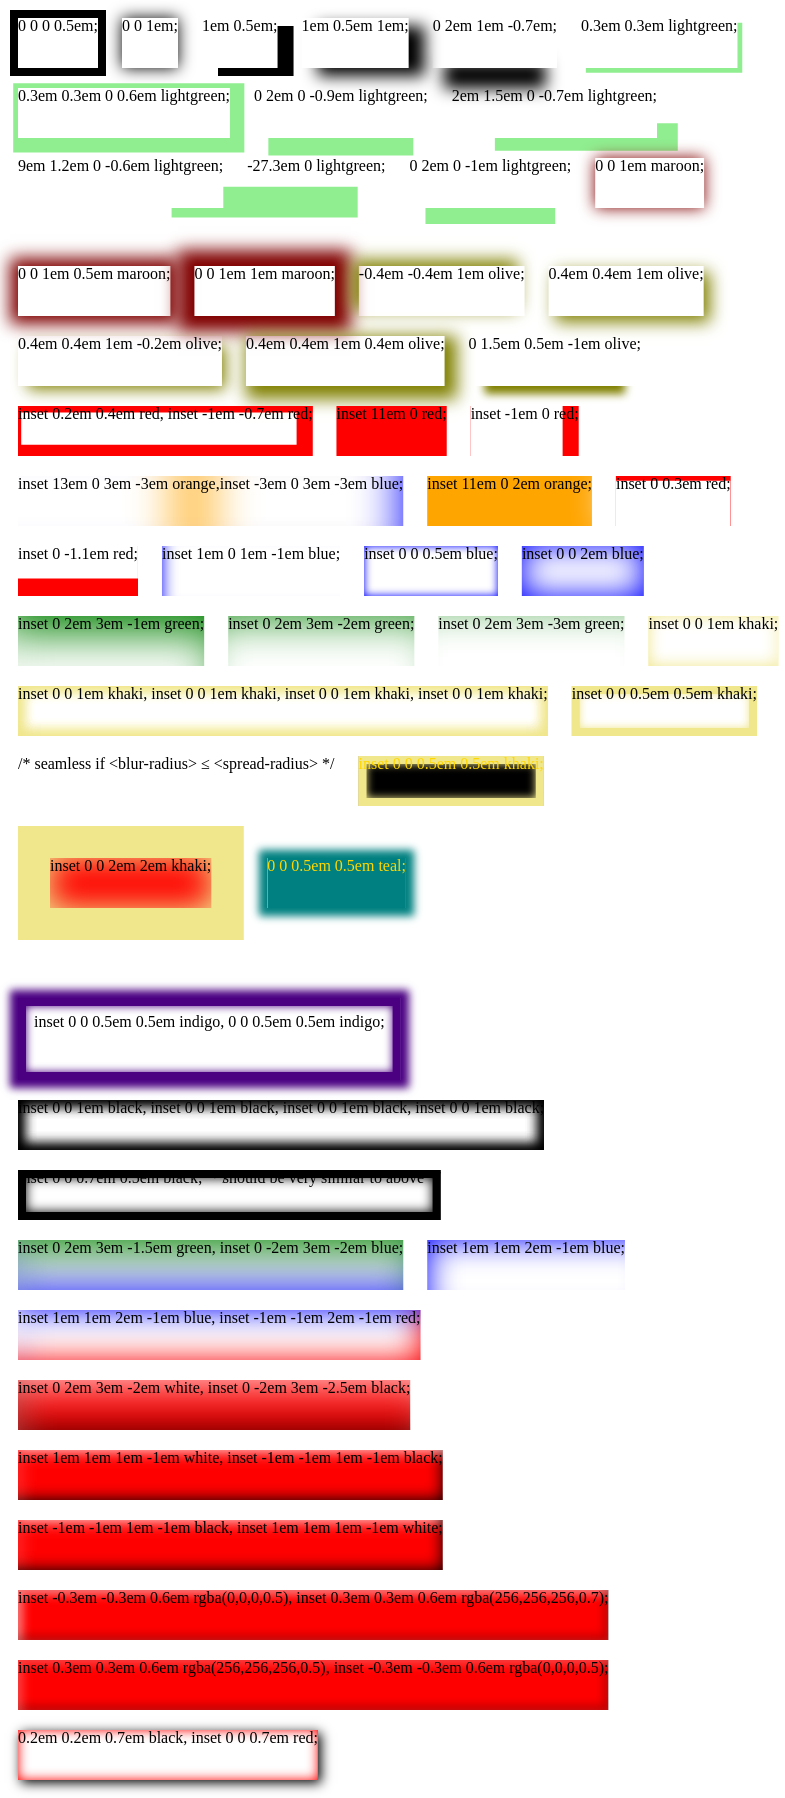 0 0 0 0.5em; 0 0 1em; 1em 0.5em; 1em 0.5em 1em; 0 2em 1em -0.7em; 0.3em 0.3em lightgreen;
0.3em 0.3em 0 0.6em lightgreen; 0 2em 0 -0.9em lightgreen; 2em 1.5em 0 -0.7em lightgreen;
9em 1.2em 0 -0.6em lightgreen; -27.3em 0 lightgreen; 0 2em 0 -1em lightgreen; 0 0 1em maroon;
0 0 1em 0.5em maroon; 0 0 1em 1em maroon; -0.4em -0.4em 1em olive; 0.4em 0.4em 1em olive;
0.4em 0.4em 1em -0.2em olive; 0.4em 0.4em 1em 0.4em olive; 0 1.5em 0.5em -1em olive;
inset 0.2em 0.4em red, inset -1em -0.7em red; inset 11em 0 red; inset -1em 0 red;
inset 13em 0 3em -3em orange,inset -3em 0 3em -3em blue; inset 11em 0 2em orange; inset 0 0.3em red;
inset 0 -1.1em red; inset 1em 0 1em -1em blue; inset 0 0 0.5em blue; inset 0 0 2em blue;
inset 0 2em 3em -1em green; inset 0 2em 3em -2em green; inset 0 2em 3em -3em green; inset 0 0 1em khaki;
inset 0 0 1em khaki, inset 0 0 1em khaki, inset 0 0 1em khaki, inset 0 0 1em khaki; inset 0 0 0.5em 0.5em khaki;
/* seamless if <blur-radius> ≤ <spread-radius> */ inset 0 0 0.5em 0.5em khaki;
inset 0 0 2em 2em khaki; 0 0 0.5em 0.5em teal;
inset 0 0 0.5em 0.5em indigo, 0 0 0.5em 0.5em indigo;
inset 0 0 1em black, inset 0 0 1em black, inset 0 0 1em black, inset 0 0 1em black;
inset 0 0 0.7em 0.5em black; should be very similar to above
inset 0 2em 3em -1.5em green, inset 0 -2em 3em -2em blue; inset 1em 1em 2em -1em blue;
inset 1em 1em 2em -1em blue, inset -1em -1em 2em -1em red;
inset 0 2em 3em -2em white, inset 0 -2em 3em -2.5em black;
inset 1em 1em 1em -1em white, inset -1em -1em 1em -1em black;
inset -1em -1em 1em -1em black, inset 1em 1em 1em -1em white;
inset -0.3em -0.3em 0.6em rgba(0,0,0,0.5), inset 0.3em 0.3em 0.6em rgba(256,256,256,0.7);
inset 0.3em 0.3em 0.6em rgba(256,256,256,0.5), inset -0.3em -0.3em 0.6em rgba(0,0,0,0.5);
0.2em 0.2em 0.7em black, inset 0 0 0.7em red;